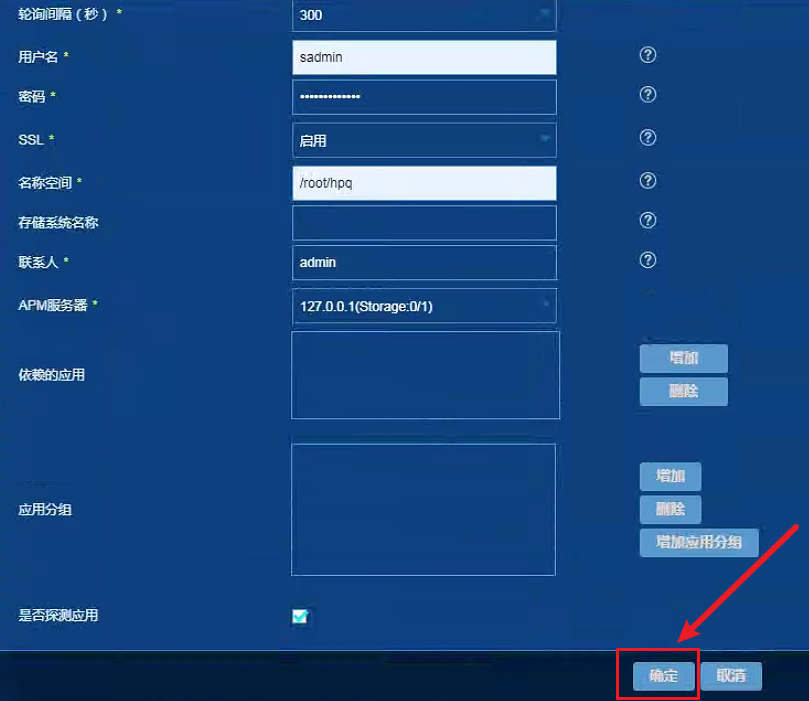 轮询间隔（秒） * 300
用户名 * sadmin ?
密码 * ••••••••••••• ?
SSL * 启用 ?
名称空间 * /root/hpq ?
存储系统名称 ?
联系人 * admin ?
APM服务器 * 127.0.0.1(Storage:0/1)
依赖的应用
增加
删除
应用分组
增加
删除
增加应用分组
是否探测应用
确定 取消